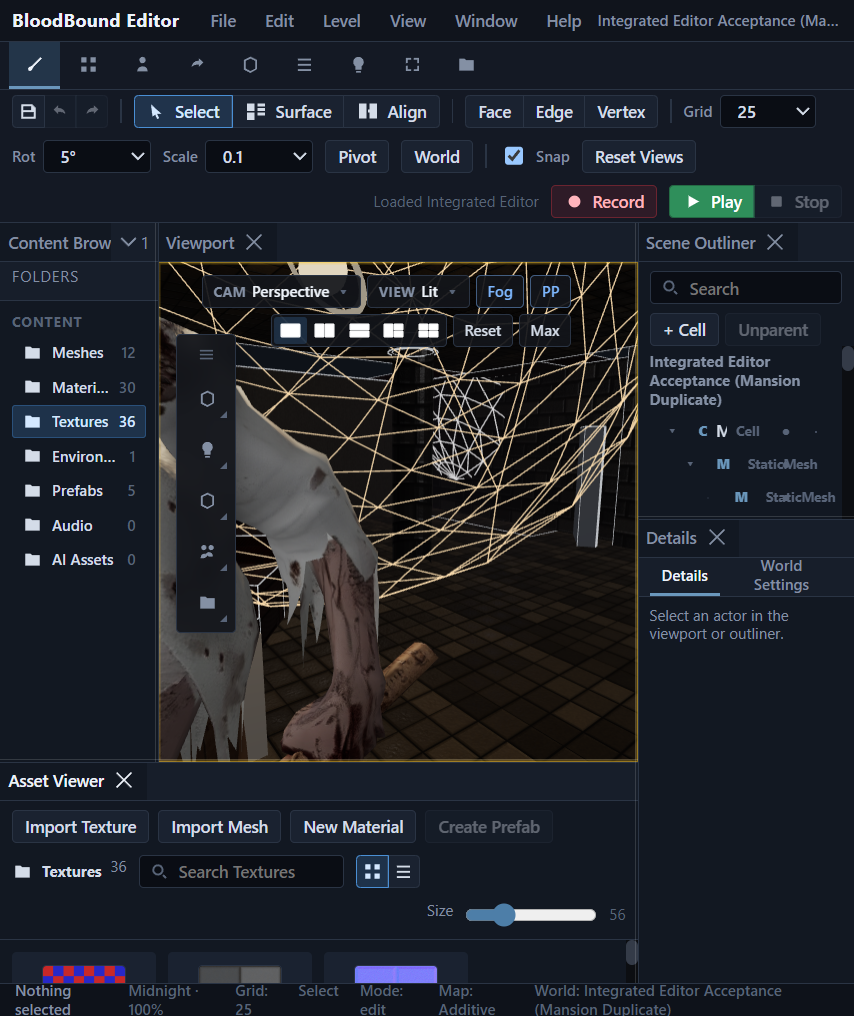 BloodBound Editor File Edit Level View Window Help Integrated Editor Acceptance (Ma...
Select Surface Align Face Edge Vertex Grid 25
Rot 5° Scale 0.1 Pivot World Snap Reset Views
Loaded Integrated Editor Record Play Stop
Content Brow 1
FOLDERS
CONTENT
Meshes 12
Materi... 30
Textures 36
Environ... 1
Prefabs 5
Audio 0
AI Assets 0
Viewport
CAM Perspective VIEW Lit Fog PP
Reset Max
Scene Outliner
Search
+ Cell Unparent
Integrated Editor
Acceptance (Mansion
Duplicate)
C M Cell
M StaticMesh
M StaticMesh
Details
Details World
Settings
Select an actor in the
viewport or outliner.
Asset Viewer
Import Texture Import Mesh New Material Create Prefab
Textures 36 Search Textures
Size 56
Nothing
selected
Midnight ·
100%
Grid:
25
Select
Mode:
edit
Map:
Additive
World: Integrated Editor Acceptance
(Mansion Duplicate)